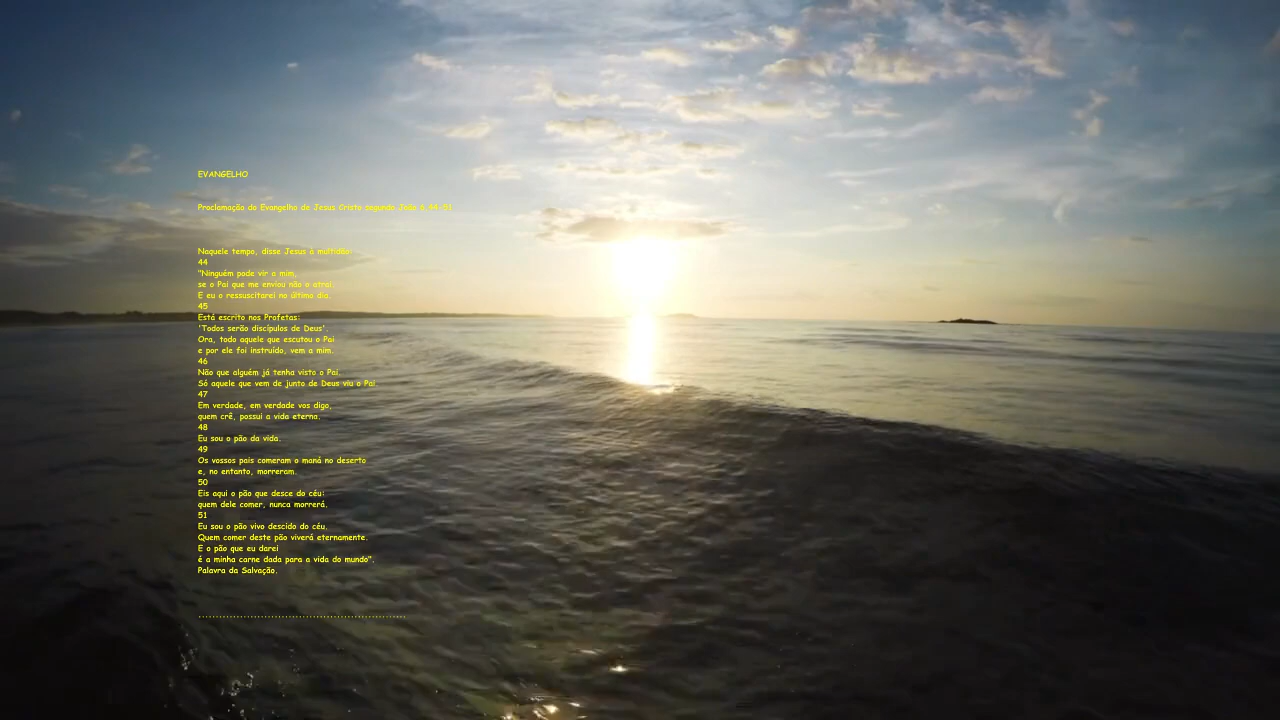 EVANGELHO
Proclamação do Evangelho de Jesus Cristo segundo João 6,44-51
Naquele tempo, disse Jesus à multidão:
44
"Ninguém pode vir a mim,
se o Pai que me enviou não o atrai.
E eu o ressuscitarei no último dia.
45
Está escrito nos Profetas:
'Todos serão discípulos de Deus'.
Ora, todo aquele que escutou o Pai
e por ele foi instruído, vem a mim.
46
Não que alguém já tenha visto o Pai.
Só aquele que vem de junto de Deus viu o Pai.
47
Em verdade, em verdade vos digo,
quem crê, possui a vida eterna.
48
Eu sou o pão da vida.
49
Os vossos pais comeram o maná no deserto
e, no entanto, morreram.
50
Eis aqui o pão que desce do céu:
quem dele comer, nunca morrerá.
51
Eu sou o pão vivo descido do céu.
Quem comer deste pão viverá eternamente.
E o pão que eu darei
é a minha carne dada para a vida do mundo".
Palavra da Salvação.
............................................................